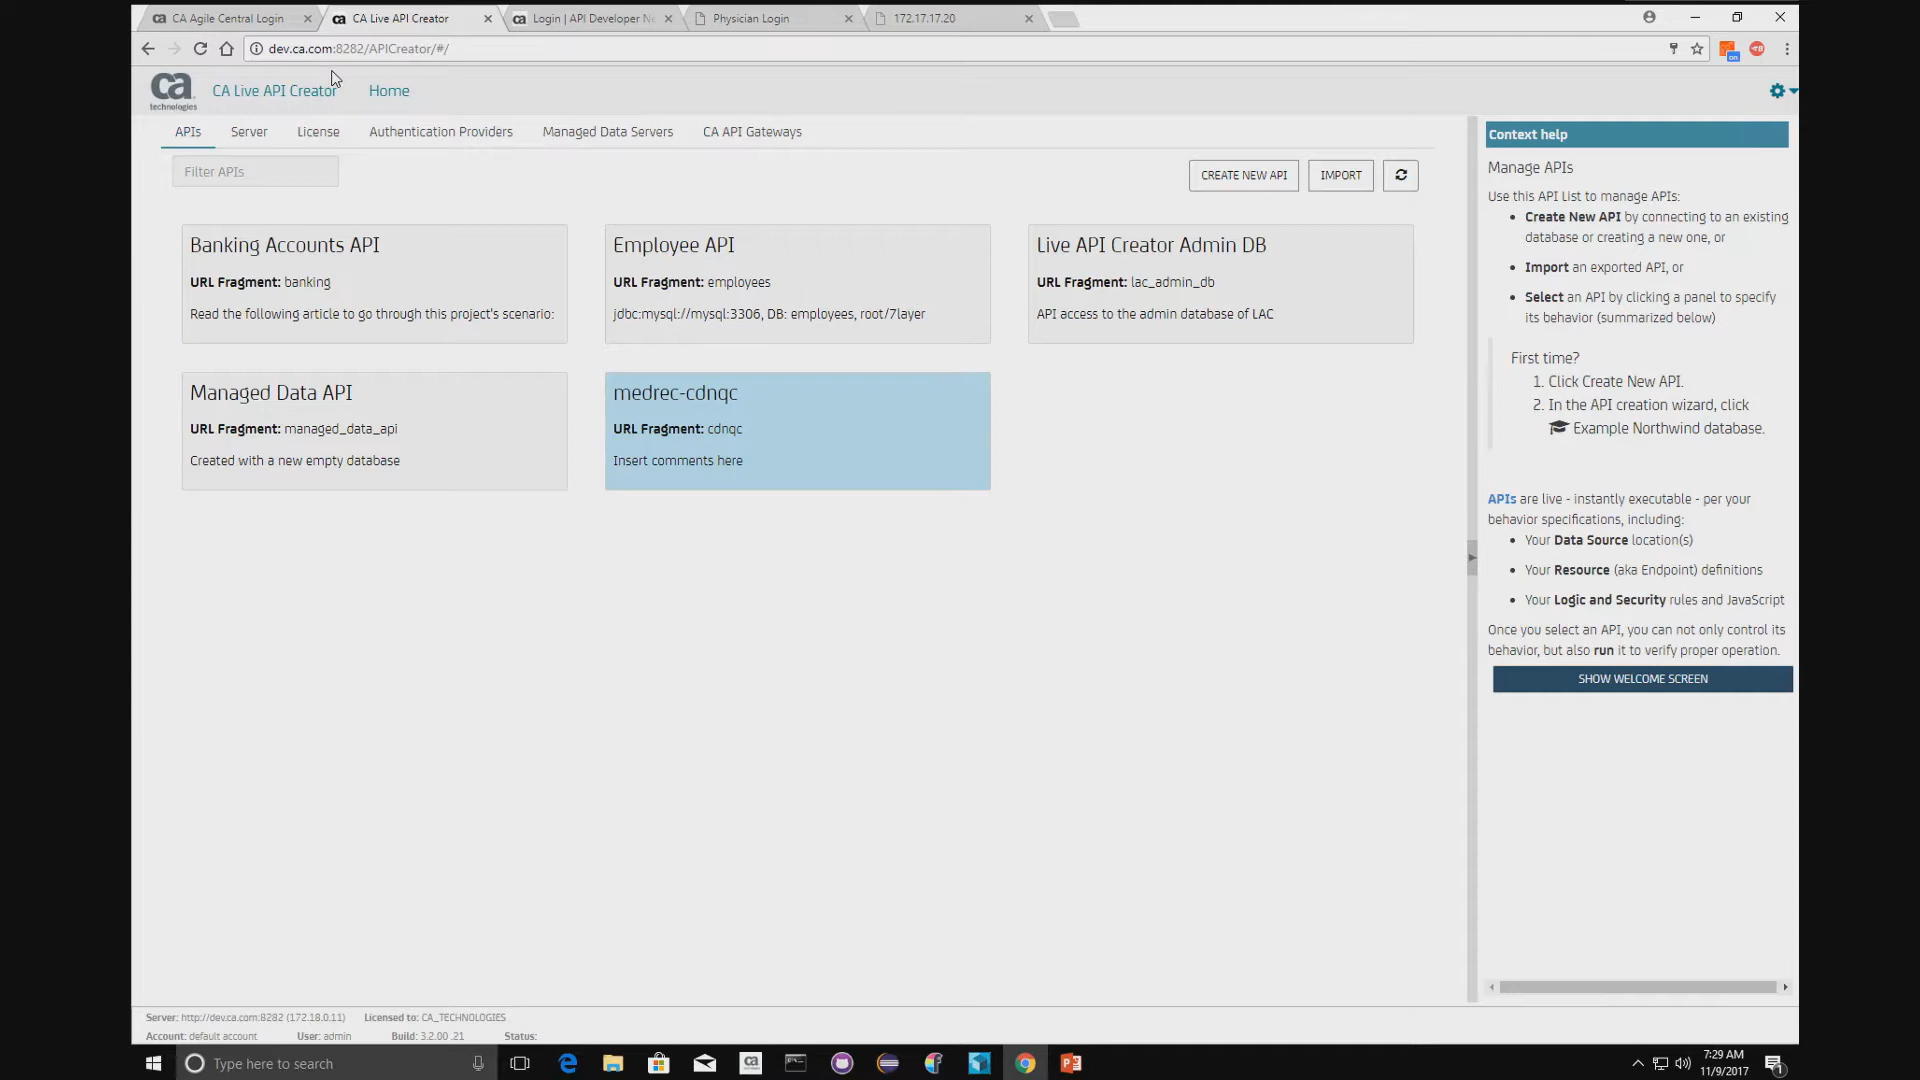 CA Agile Central Login
CA Live API Creator
Login | API Developer Ne
Physician Login
172.17.17.20
dev.ca.com:8282/APICreator/#/
on
ca
technologies
CA Live API Creator
Home
APIs
Server
License
Authentication Providers
Managed Data Servers
CA API Gateways
Filter APIs
CREATE NEW API
IMPORT
Banking Accounts API
URL Fragment: banking
Read the following article to go through this project's scenario:
Employee API
URL Fragment: employees
jdbc:mysql://mysql:3306, DB: employees, root/7layer
Live API Creator Admin DB
URL Fragment: lac_admin_db
API access to the admin database of LAC
Managed Data API
URL Fragment: managed_data_api
Created with a new empty database
medrec-cdnqc
URL Fragment: cdnqc
Insert comments here
Context help
Manage APIs
Use this API List to manage APIs:
• Create New API by connecting to an existing
database or creating a new one, or
• Import an exported API, or
• Select an API by clicking a panel to specify
its behavior (summarized below)
First time?
1. Click Create New API.
2. In the API creation wizard, click
Example Northwind database.
APIs are live - instantly executable - per your
behavior specifications, including:
• Your Data Source location(s)
• Your Resource (aka Endpoint) definitions
• Your Logic and Security rules and JavaScript
Once you select an API, you can not only control its
behavior, but also run it to verify proper operation.
SHOW WELCOME SCREEN
Server: http://dev.ca.com:8282 (172.18.0.11)
Licensed to: CA_TECHNOLOGIES
Account: default account
User: admin
Build: 3.2.00 .21
Status:
Type here to search
7:29 AM
11/9/2017